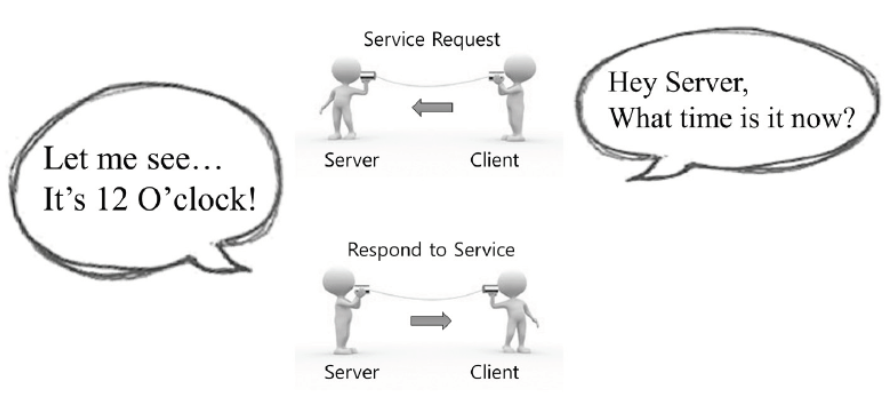 Service Request
Hey Server,
What time is it now?
Server
Client
Let me see...
It's 12 O'clock!
Respond to Service
Server
Client